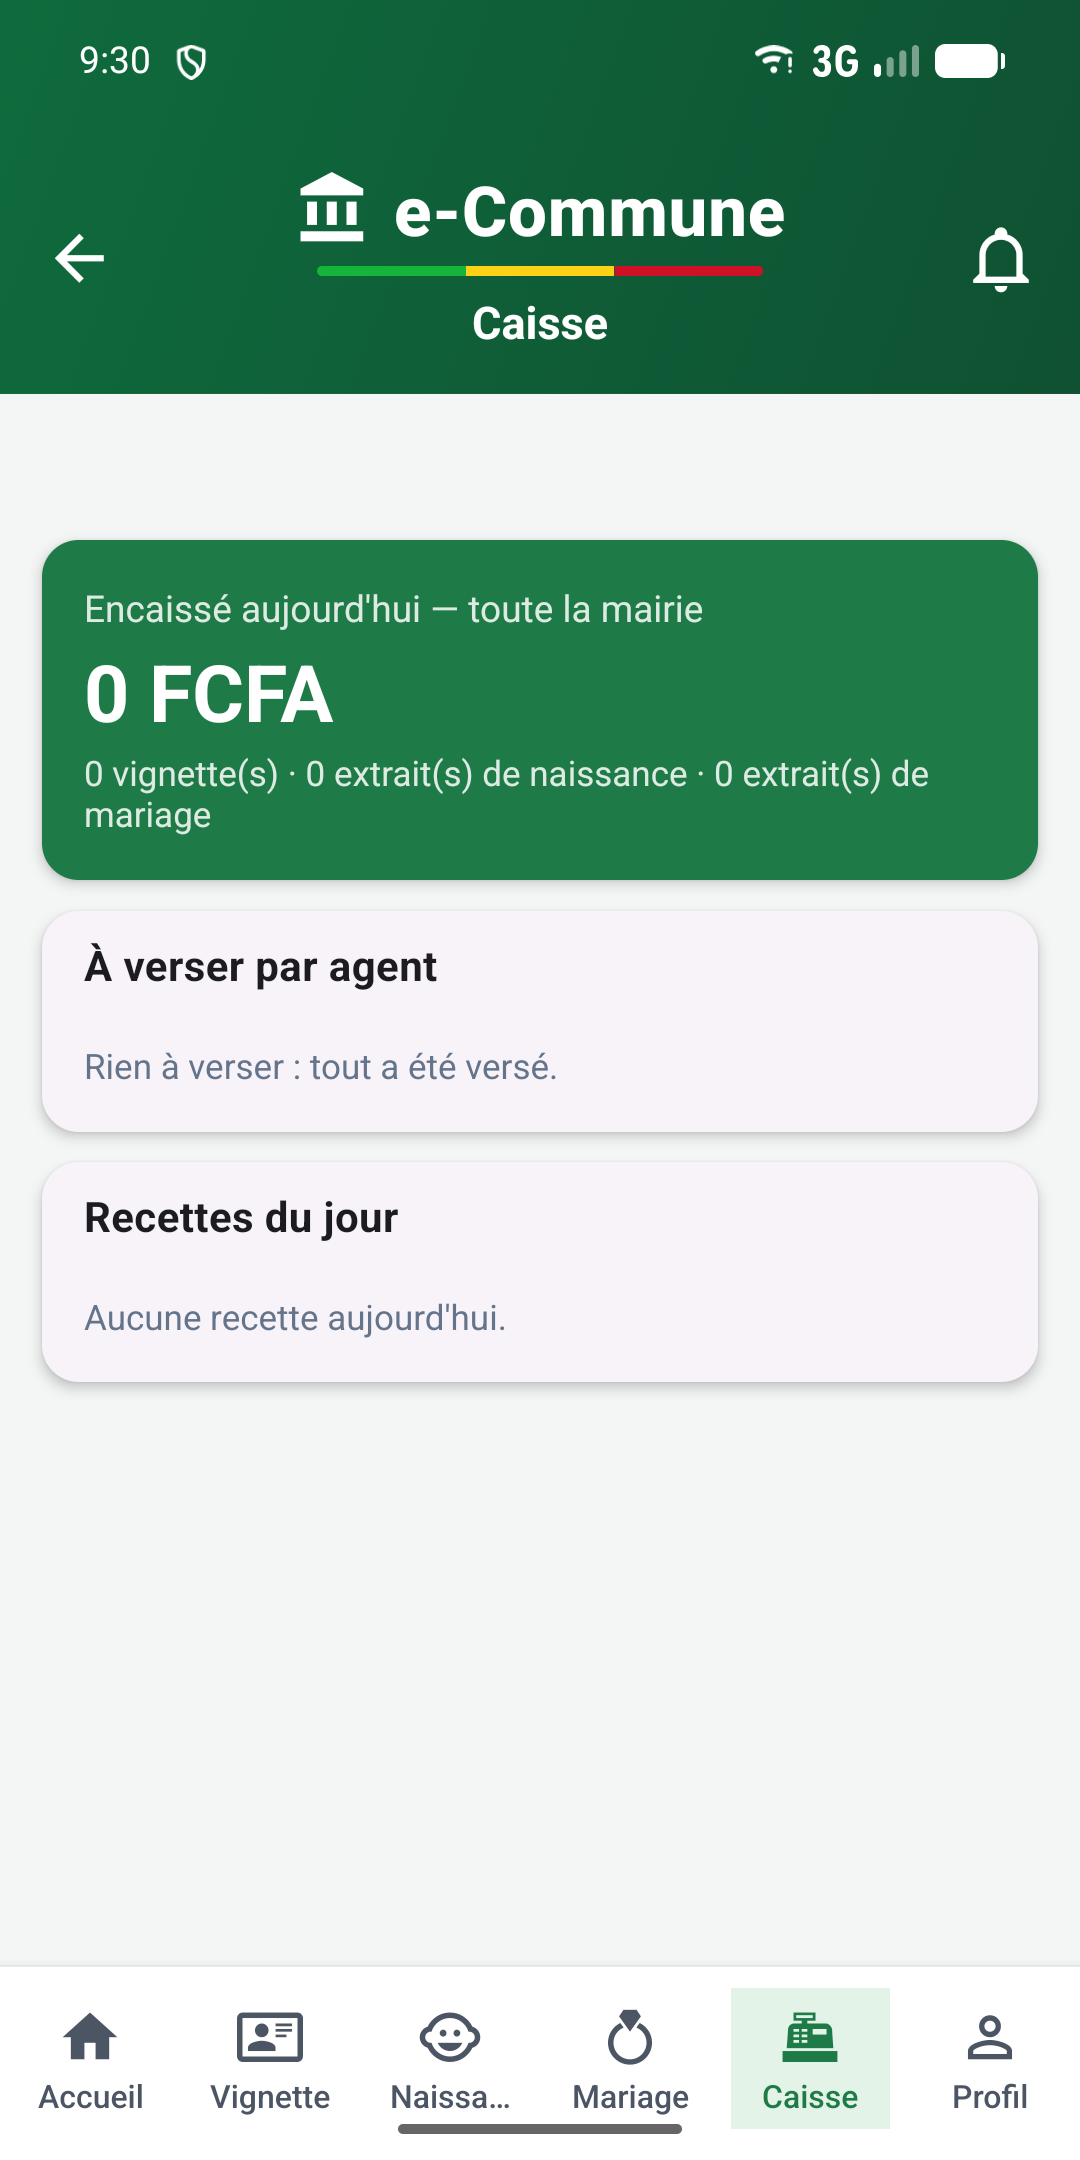 9:30
3G
e-Commune
Caisse
Encaissé aujourd'hui — toute la mairie
0 FCFA
0 vignette(s) · 0 extrait(s) de naissance · 0 extrait(s) de
mariage
À verser par agent
Rien à verser : tout a été versé.
Recettes du jour
Aucune recette aujourd'hui.
Accueil
Vignette
Naissa...
Mariage
Caisse
Profil